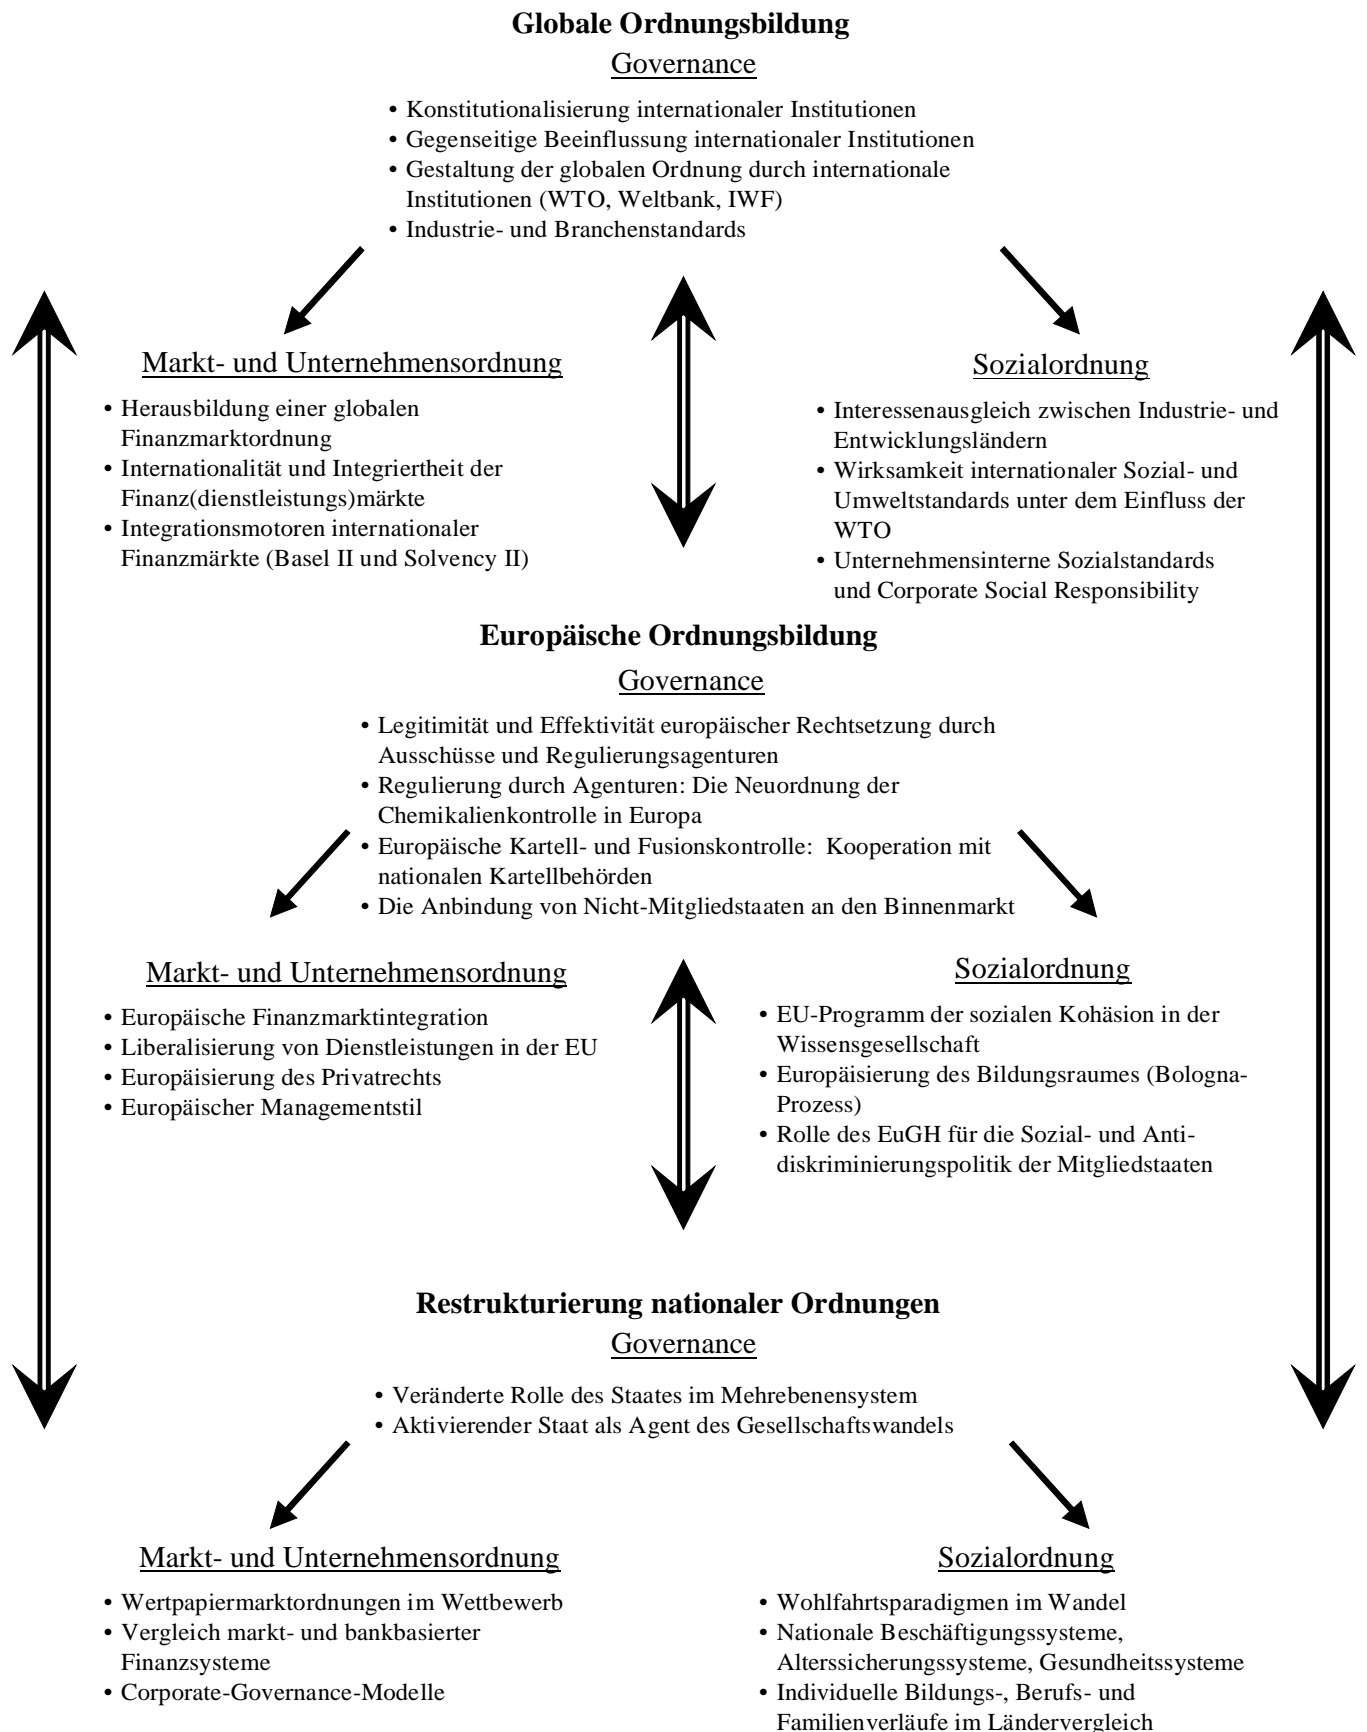 Globale Ordnungsbildung
Governance
• Konstitutionalisierung internationaler Institutionen
• Gegenseitige Beeinflussung internationaler Institutionen
• Gestaltung der globalen Ordnung durch internationale
Institutionen (WTO, Weltbank, IWF)
• Industrie- und Branchenstandards
Markt- und Unternehmensordnung
• Herausbildung einer globalen
Finanzmarktordnung
• Internationalität und Integriertheit der
Finanz(dienstleistungs)märkte
• Integrationsmotoren internationaler
Finanzmärkte (Basel II und Solvency II)
Sozialordnung
• Interessenausgleich zwischen Industrie- und
Entwicklungsländern
• Wirksamkeit internationaler Sozial- und
Umweltstandards unter dem Einfluss der
WTO
• Unternehmensinterne Sozialstandards
und Corporate Social Responsibility
Europäische Ordnungsbildung
Governance
• Legitimität und Effektivität europäischer Rechtsetzung durch
Ausschüsse und Regulierungsagenturen
• Regulierung durch Agenturen: Die Neuordnung der
Chemikalienkontrolle in Europa
• Europäische Kartell- und Fusionskontrolle: Kooperation mit
nationalen Kartellbehörden
• Die Anbindung von Nicht-Mitgliedstaaten an den Binnenmarkt
Markt- und Unternehmensordnung
• Europäische Finanzmarktintegration
• Liberalisierung von Dienstleistungen in der EU
• Europäisierung des Privatrechts
• Europäischer Managementstil
Sozialordnung
• EU-Programm der sozialen Kohäsion in der
Wissensgesellschaft
• Europäisierung des Bildungsraumes (Bologna-
Prozess)
• Rolle des EuGH für die Sozial- und Anti-
diskriminierungspolitik der Mitgliedstaaten
Restrukturierung nationaler Ordnungen
Governance
• Veränderte Rolle des Staates im Mehrebenensystem
• Aktivierender Staat als Agent des Gesellschaftswandels
Markt- und Unternehmensordnung
• Wertpapiermarktordnungen im Wettbewerb
• Vergleich markt- und bankbasierter
Finanzsysteme
• Corporate-Governance-Modelle
Sozialordnung
• Wohlfahrtsparadigmen im Wandel
• Nationale Beschäftigungssysteme,
Alterssicherungssysteme, Gesundheitssysteme
• Individuelle Bildungs-, Berufs- und
Familienverläufe im Ländervergleich